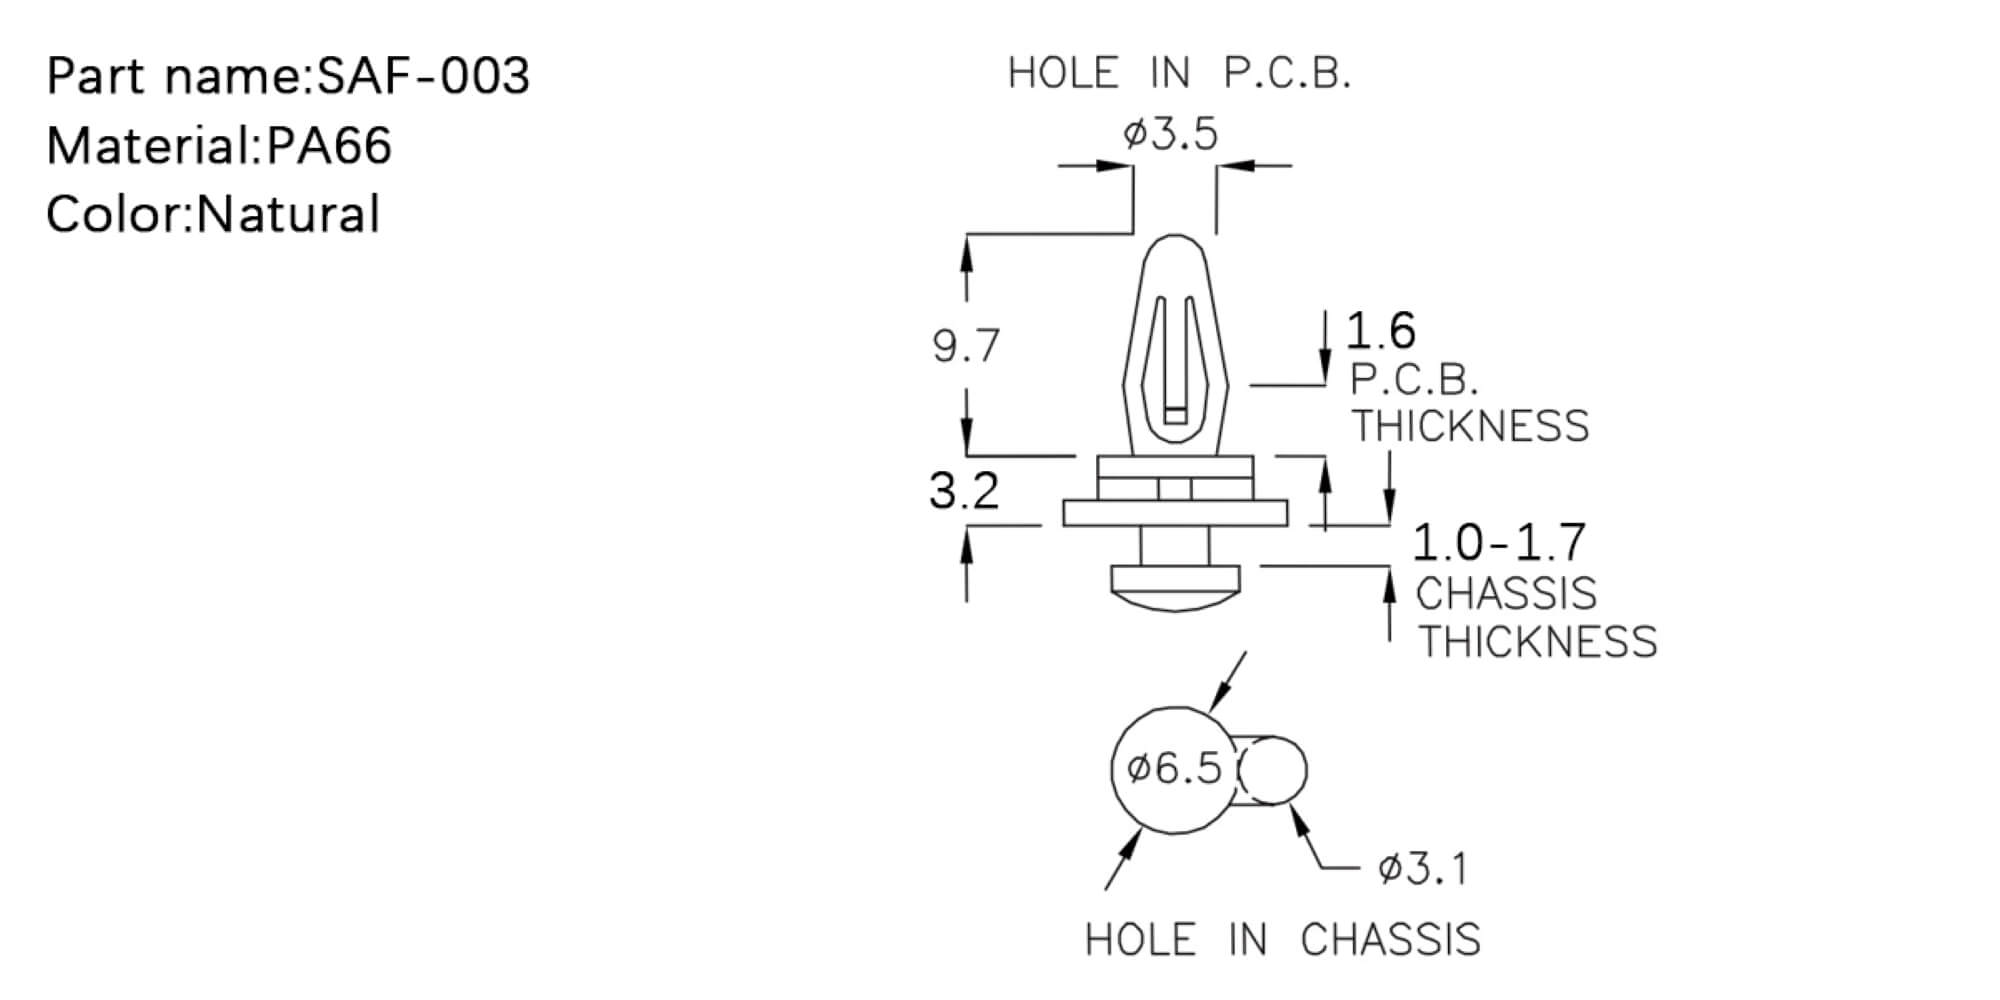 Part name:SAF-003
Material:PA66
Color:Natural
HOLE IN P.C.B.
ø3.5
9.7
1.6
P.C.B.
THICKNESS
3.2
1.0-1.7
CHASSIS
THICKNESS
ø6.5
ø3.1
HOLE IN CHASSIS